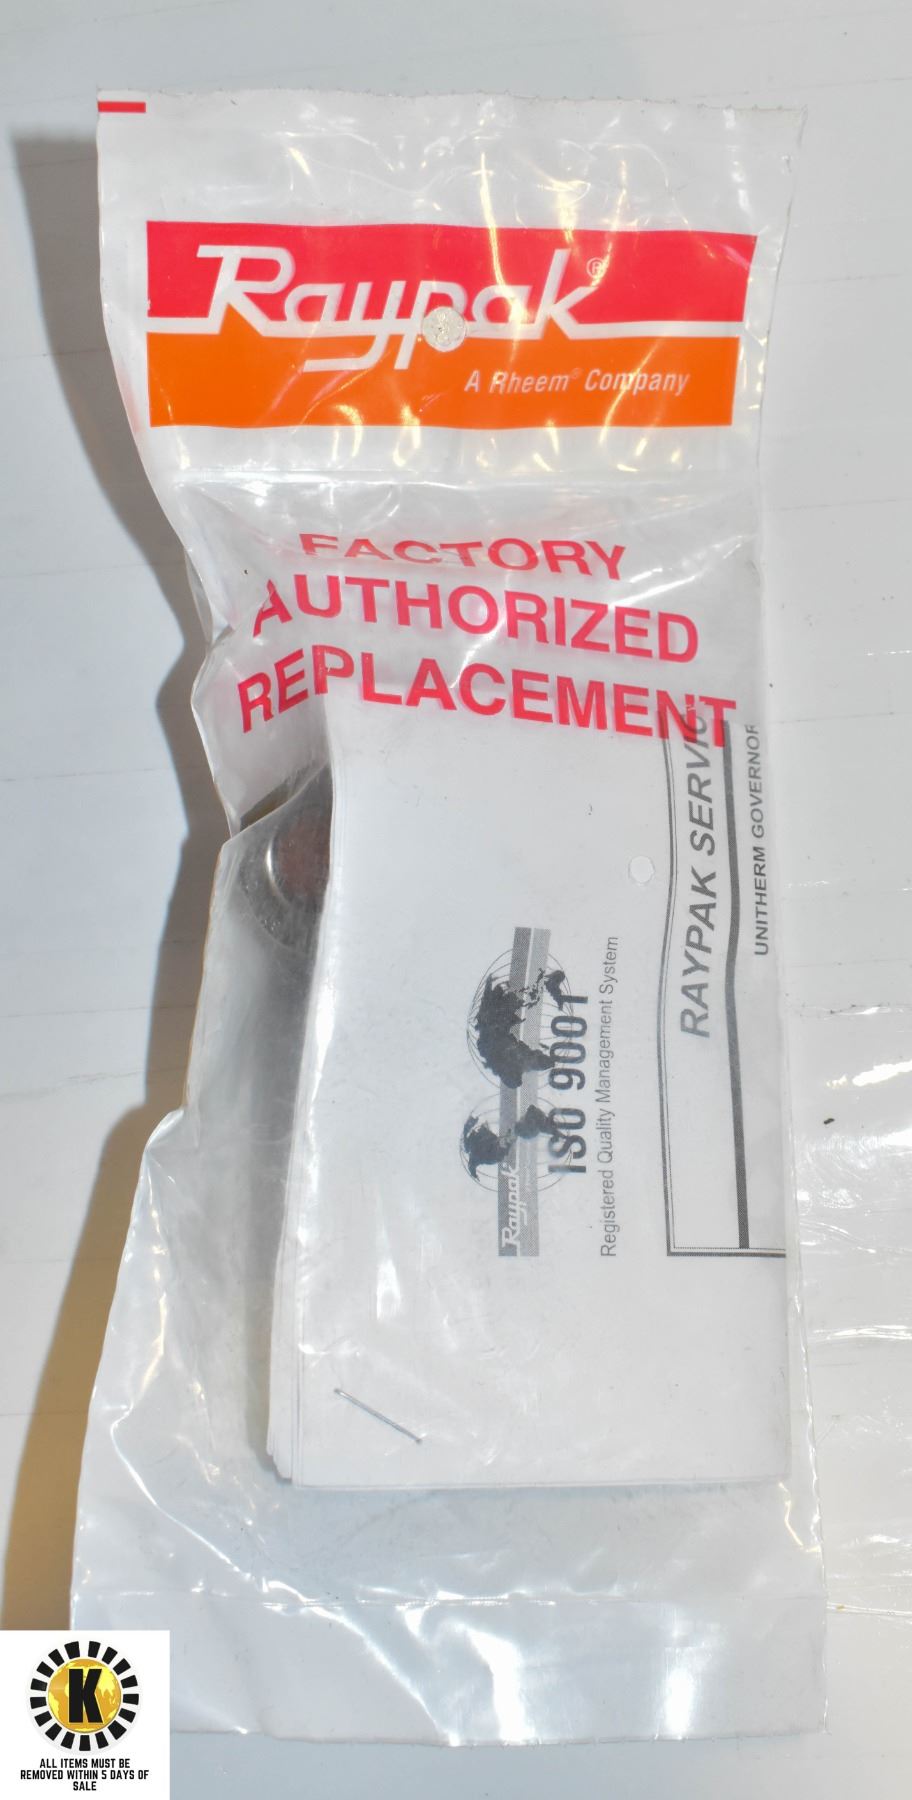 Raypak®
A Rheem® Company
FACTORY
AUTHORIZED
REPLACEMENT
Raypak
ISO 9001
Registered Quality Management System
RAYPAK SERVIC
UNITHERM GOVERNOR
K
ALL ITEMS MUST BE
REMOVED WITHIN 5 DAYS OF
SALE